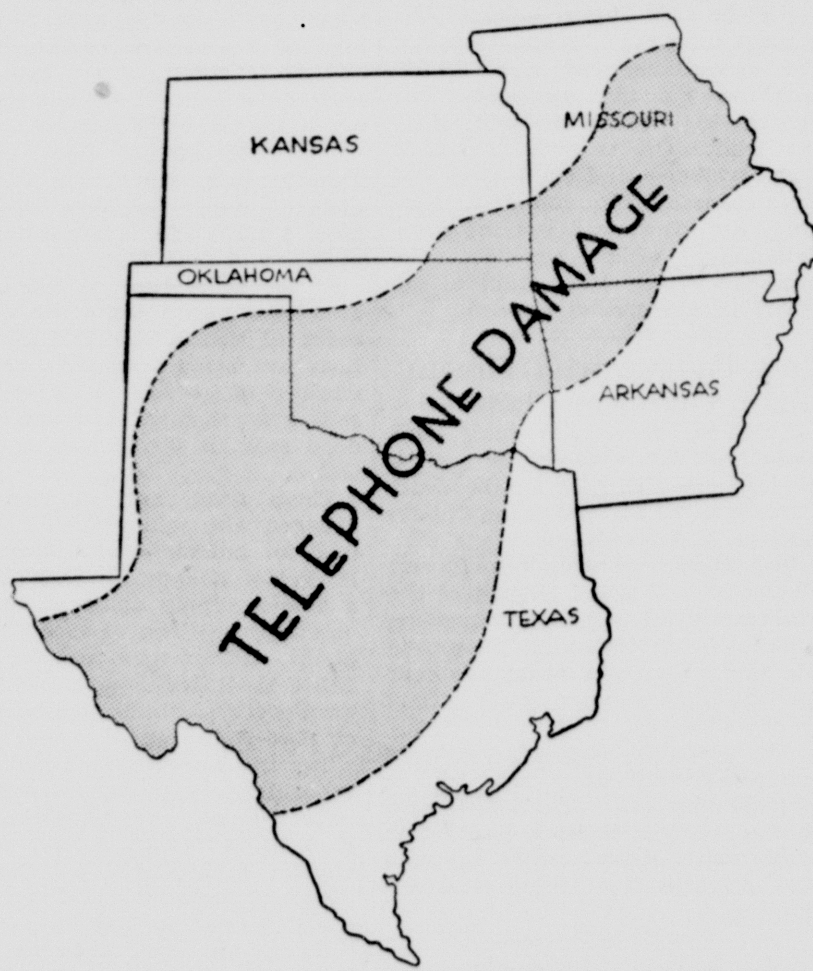 MISSOURI
KANSAS
OKLAHOMA
TELEPHONE DAMAGE
ARKANSAS
TEXAS